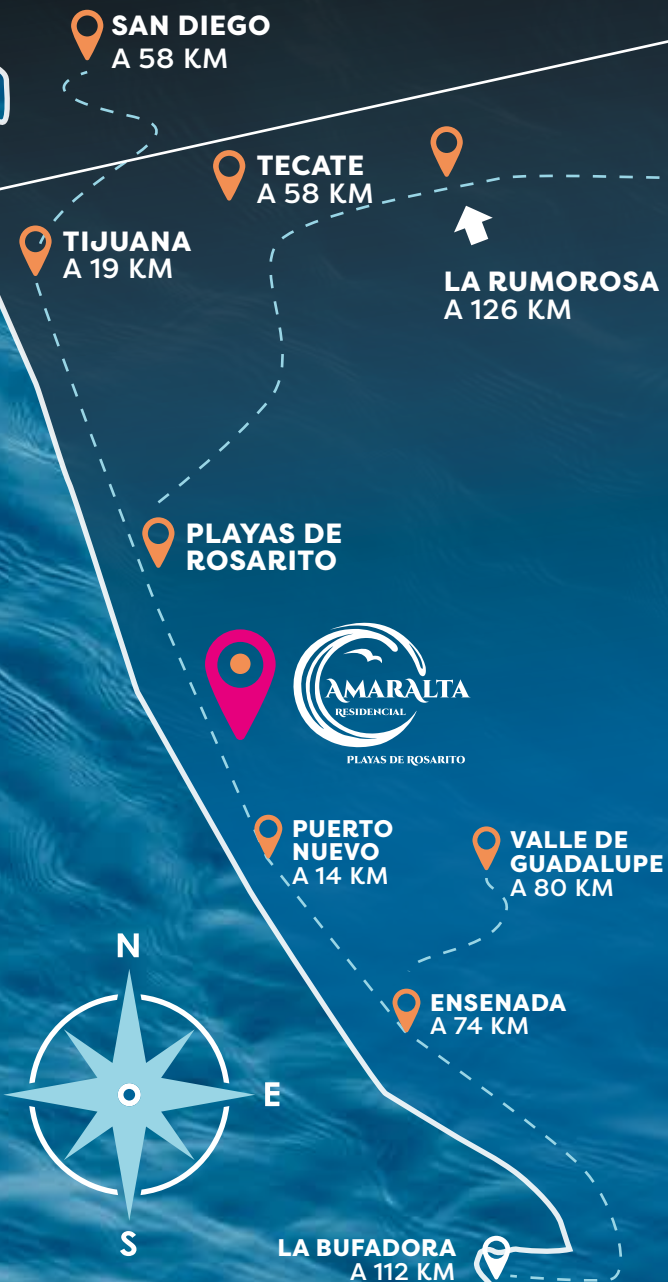 SAN DIEGO
A 58 KM
TECATE
A 58 KM
TIJUANA
A 19 KM
LA RUMOROSA
A 126 KM
PLAYAS DE
ROSARITO
AMARALTA
RESIDENCIAL
PLAYAS DE ROSARITO
PUERTO
NUEVO
A 14 KM
VALLE DE
GUADALUPE
A 80 KM
N
ENSENADA
A 74 KM
E
S
LA BUFADORA
A 112 KM